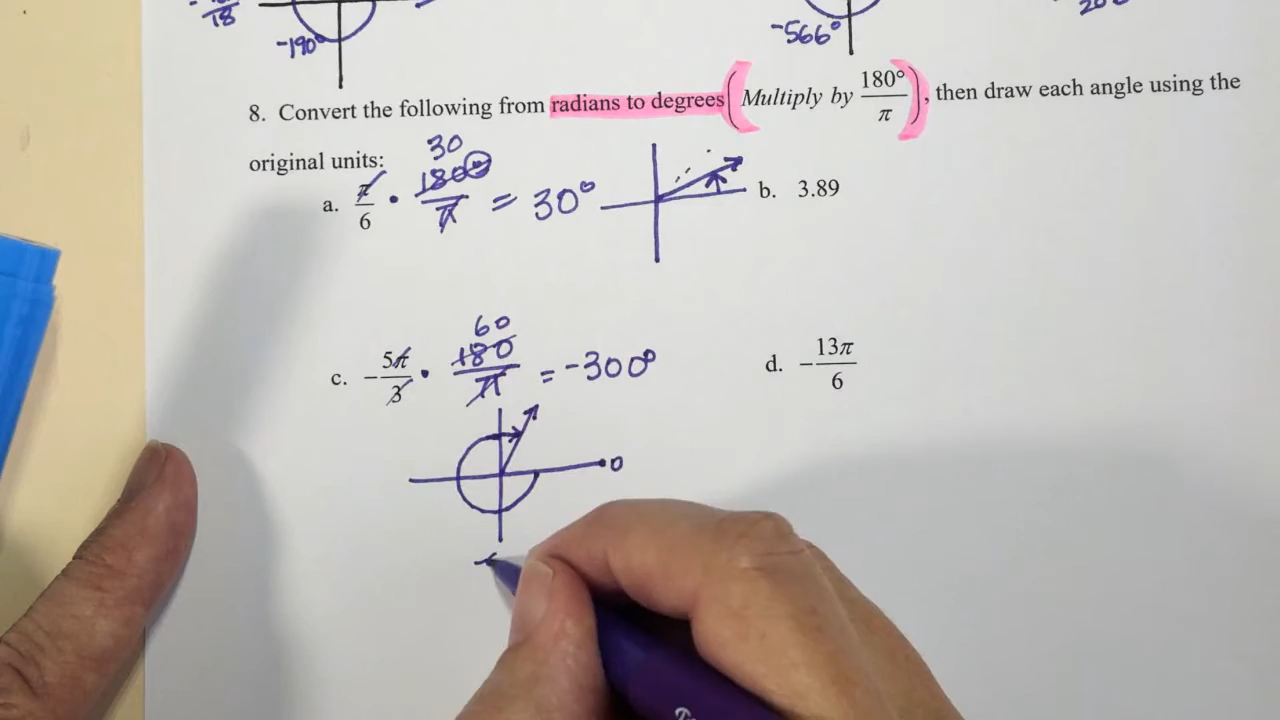 18
-190°
-566°
8. Convert the following from radians to degrees (Multiply by 180°/π), then draw each angle using the
original units:
a. π/6 · 180°/π = 30°
30
b. 3.89
c. -5π/3 · 180/π = -300°
60
0
d. -13π/6